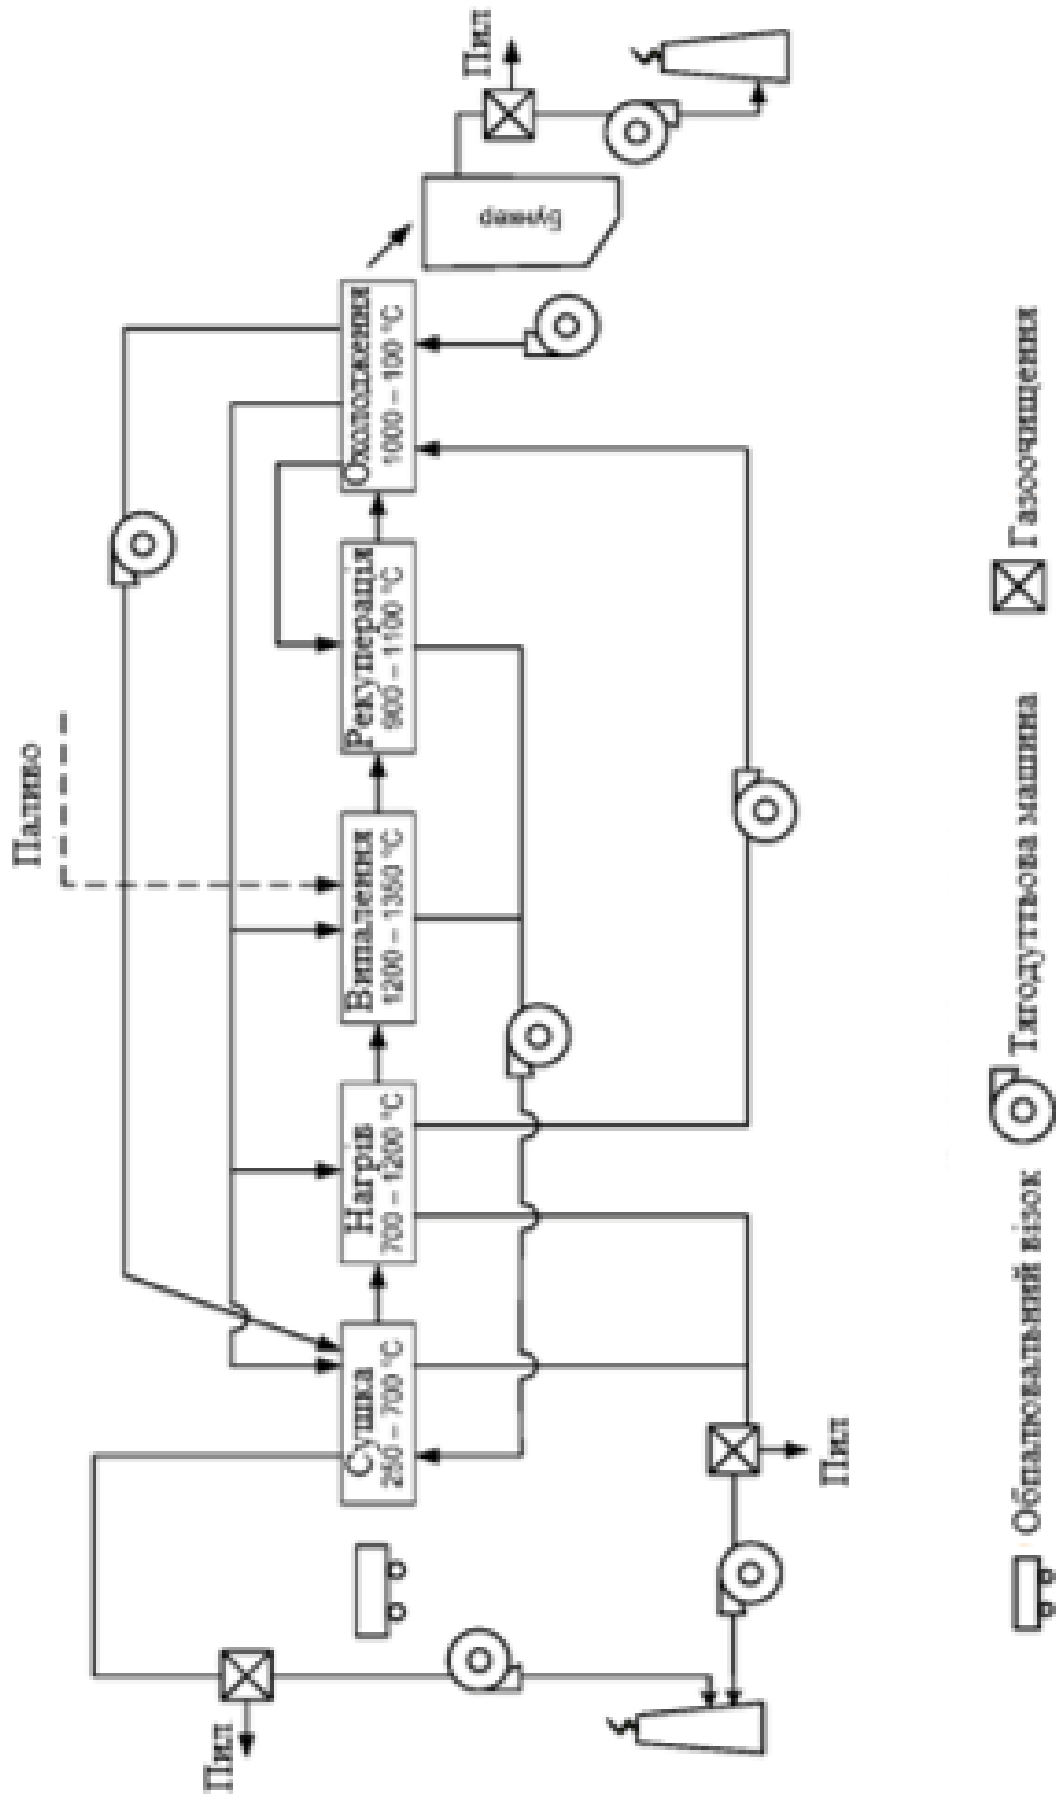 Паливо
Пил
Сушка
250 – 700 °C
Нагрів
700 – 1200 °C
Випалення
1200 – 1350 °C
Рекуперація
900 – 1100 °C
Охолодження
1000 – 100 °C
Бункер
Пил
Пил
Обпалювальний візок
Тягодуттьова машина
Газоочищення